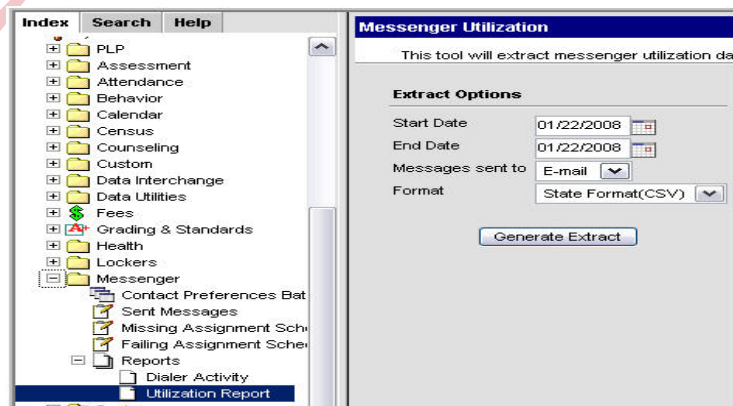 Index Search Help
PLP
Assessment
Attendance
Behavior
Calendar
Census
Counseling
Custom
Data Interchange
Data Utilities
Fees
Grading & Standards
Health
Lockers
Messenger
Contact Preferences Bat
Sent Messages
Missing Assignment Sch
Failing Assignment Sche
Reports
Dialer Activity
Utilization Report
Messenger Utilization
This tool will extract messenger utilization da
Extract Options
Start Date 01/22/2008
End Date 01/22/2008
Messages sent to E-mail
Format State Format(CSV)
Generate Extract